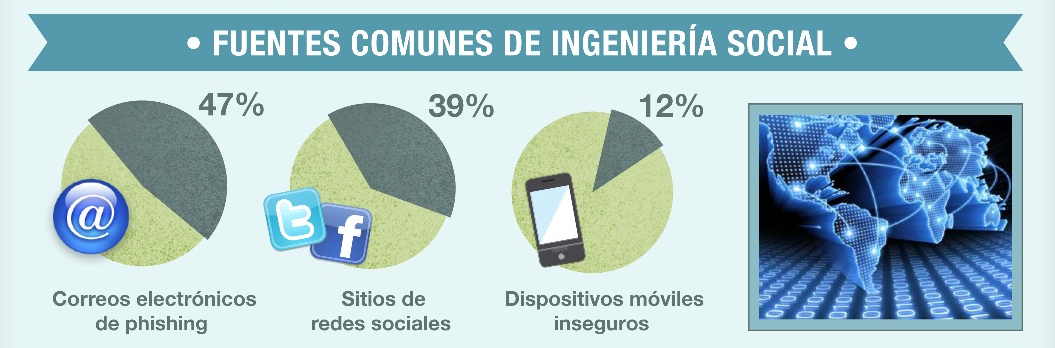 • FUENTES COMUNES DE INGENIERÍA SOCIAL •
47%
39%
12%
Correos electrónicos
de phishing
Sitios de
redes sociales
Dispositivos móviles
inseguros